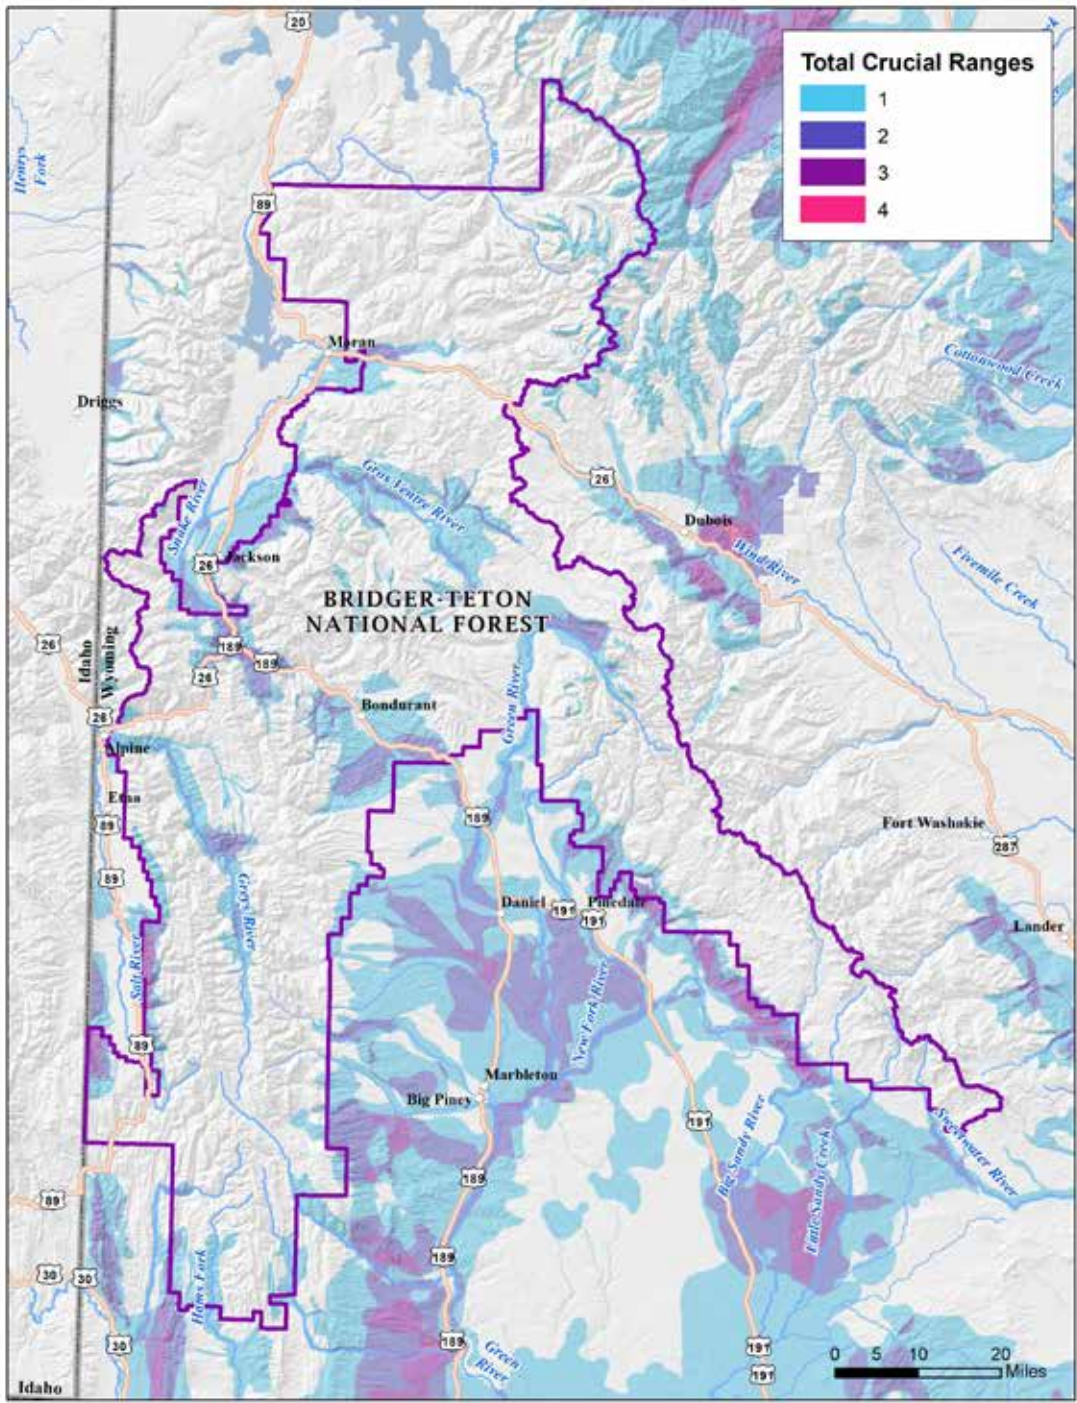 20
Total Crucial Ranges
1
2
3
4
Henrys
Fork
89
Moran
Cottonwood Creek
Driggs
Gros Ventre River
26
Snake River
Dubois
Wind River
26
Jackson
Fivemile Creek
BRIDGER-TETON
NATIONAL FOREST
26
Idaho
Wyoming
189
189
26
Green River
Bondurant
26
Alpine
Etna
89
189
Fort Washakie
287
89
Greys River
Daniel
191
Pinedale
191
Lander
Salt River
New Fork River
89
Marbleton
Big Piney
191
Big Sandy River
Little Sandy Creek
Sweetwater River
189
89
189
30
30
Hams Fork
30
189
Green
River
191
191
0
5
10
20
Miles
Idaho